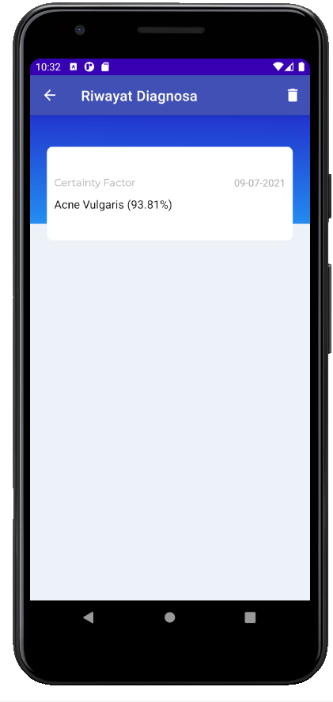 10:32
Riwayat Diagnosa
Certainty Factor 09-07-2021
Acne Vulgaris (93.81%)